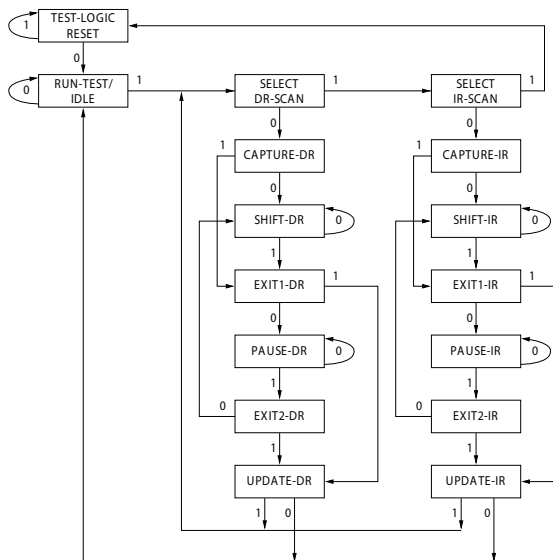 TEST-LOGIC
RESET
1
0
RUN-TEST/
IDLE
0
1
SELECT
DR-SCAN
1
SELECT
IR-SCAN
1
0
0
1
CAPTURE-DR
1
CAPTURE-IR
0
0
SHIFT-DR
0
SHIFT-IR
0
1
1
EXIT1-DR
1
EXIT1-IR
1
0
0
PAUSE-DR
0
PAUSE-IR
0
1
1
0
EXIT2-DR
0
EXIT2-IR
1
1
UPDATE-DR
UPDATE-IR
1
0
1
0